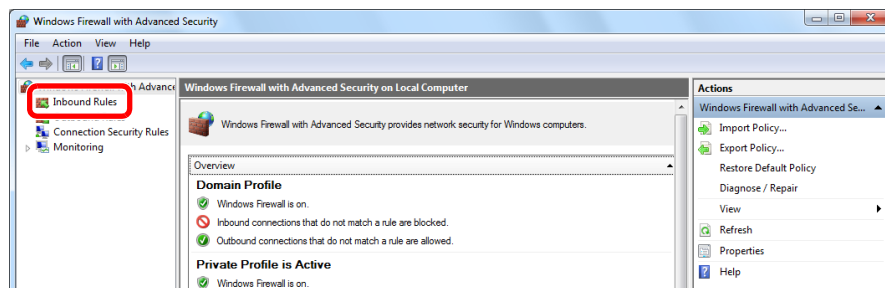 Windows Firewall with Advanced Security
File Action View Help
h Advance
Inbound Rules
Connection Security Rules
Monitoring
Windows Firewall with Advanced Security on Local Computer
Windows Firewall with Advanced Security provides network security for Windows computers.
Overview
Domain Profile
Windows Firewall is on.
Inbound connections that do not match a rule are blocked.
Outbound connections that do not match a rule are allowed.
Private Profile is Active
Windows Firewall is on.
Actions
Windows Firewall with Advanced Se...
Import Policy...
Export Policy...
Restore Default Policy
Diagnose / Repair
View
Refresh
Properties
Help